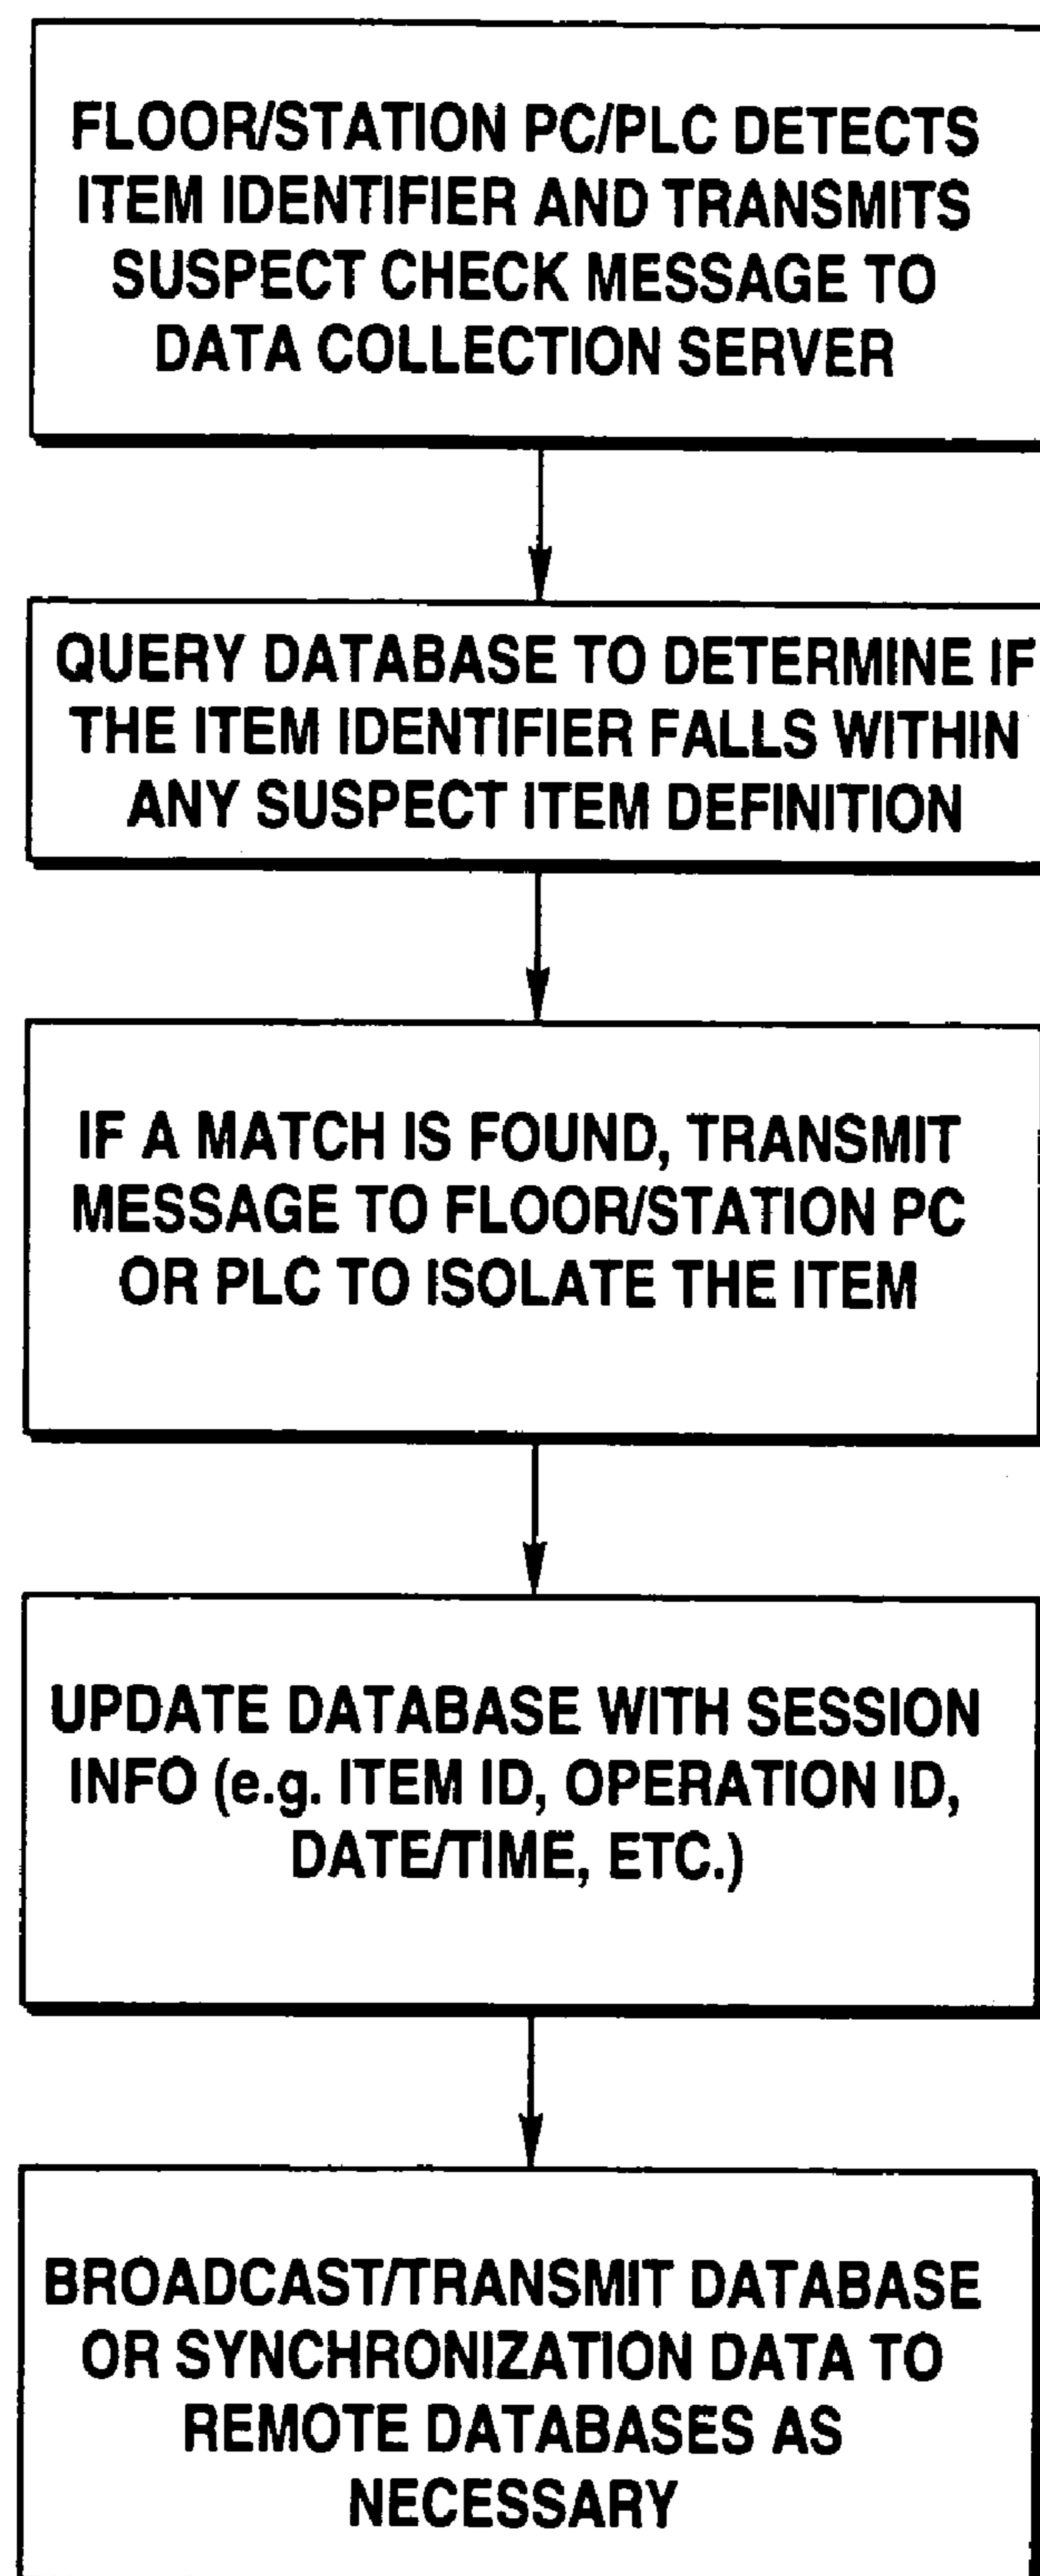 FLOOR/STATION PC/PLC DETECTS
ITEM IDENTIFIER AND TRANSMITS
SUSPECT CHECK MESSAGE TO
DATA COLLECTION SERVER
QUERY DATABASE TO DETERMINE IF
THE ITEM IDENTIFIER FALLS WITHIN
ANY SUSPECT ITEM DEFINITION
IF A MATCH IS FOUND, TRANSMIT
MESSAGE TO FLOOR/STATION PC
OR PLC TO ISOLATE THE ITEM
UPDATE DATABASE WITH SESSION
INFO (e.g. ITEM ID, OPERATION ID,
DATE/TIME, ETC.)
BROADCAST/TRANSMIT DATABASE
OR SYNCHRONIZATION DATA TO
REMOTE DATABASES AS
NECESSARY